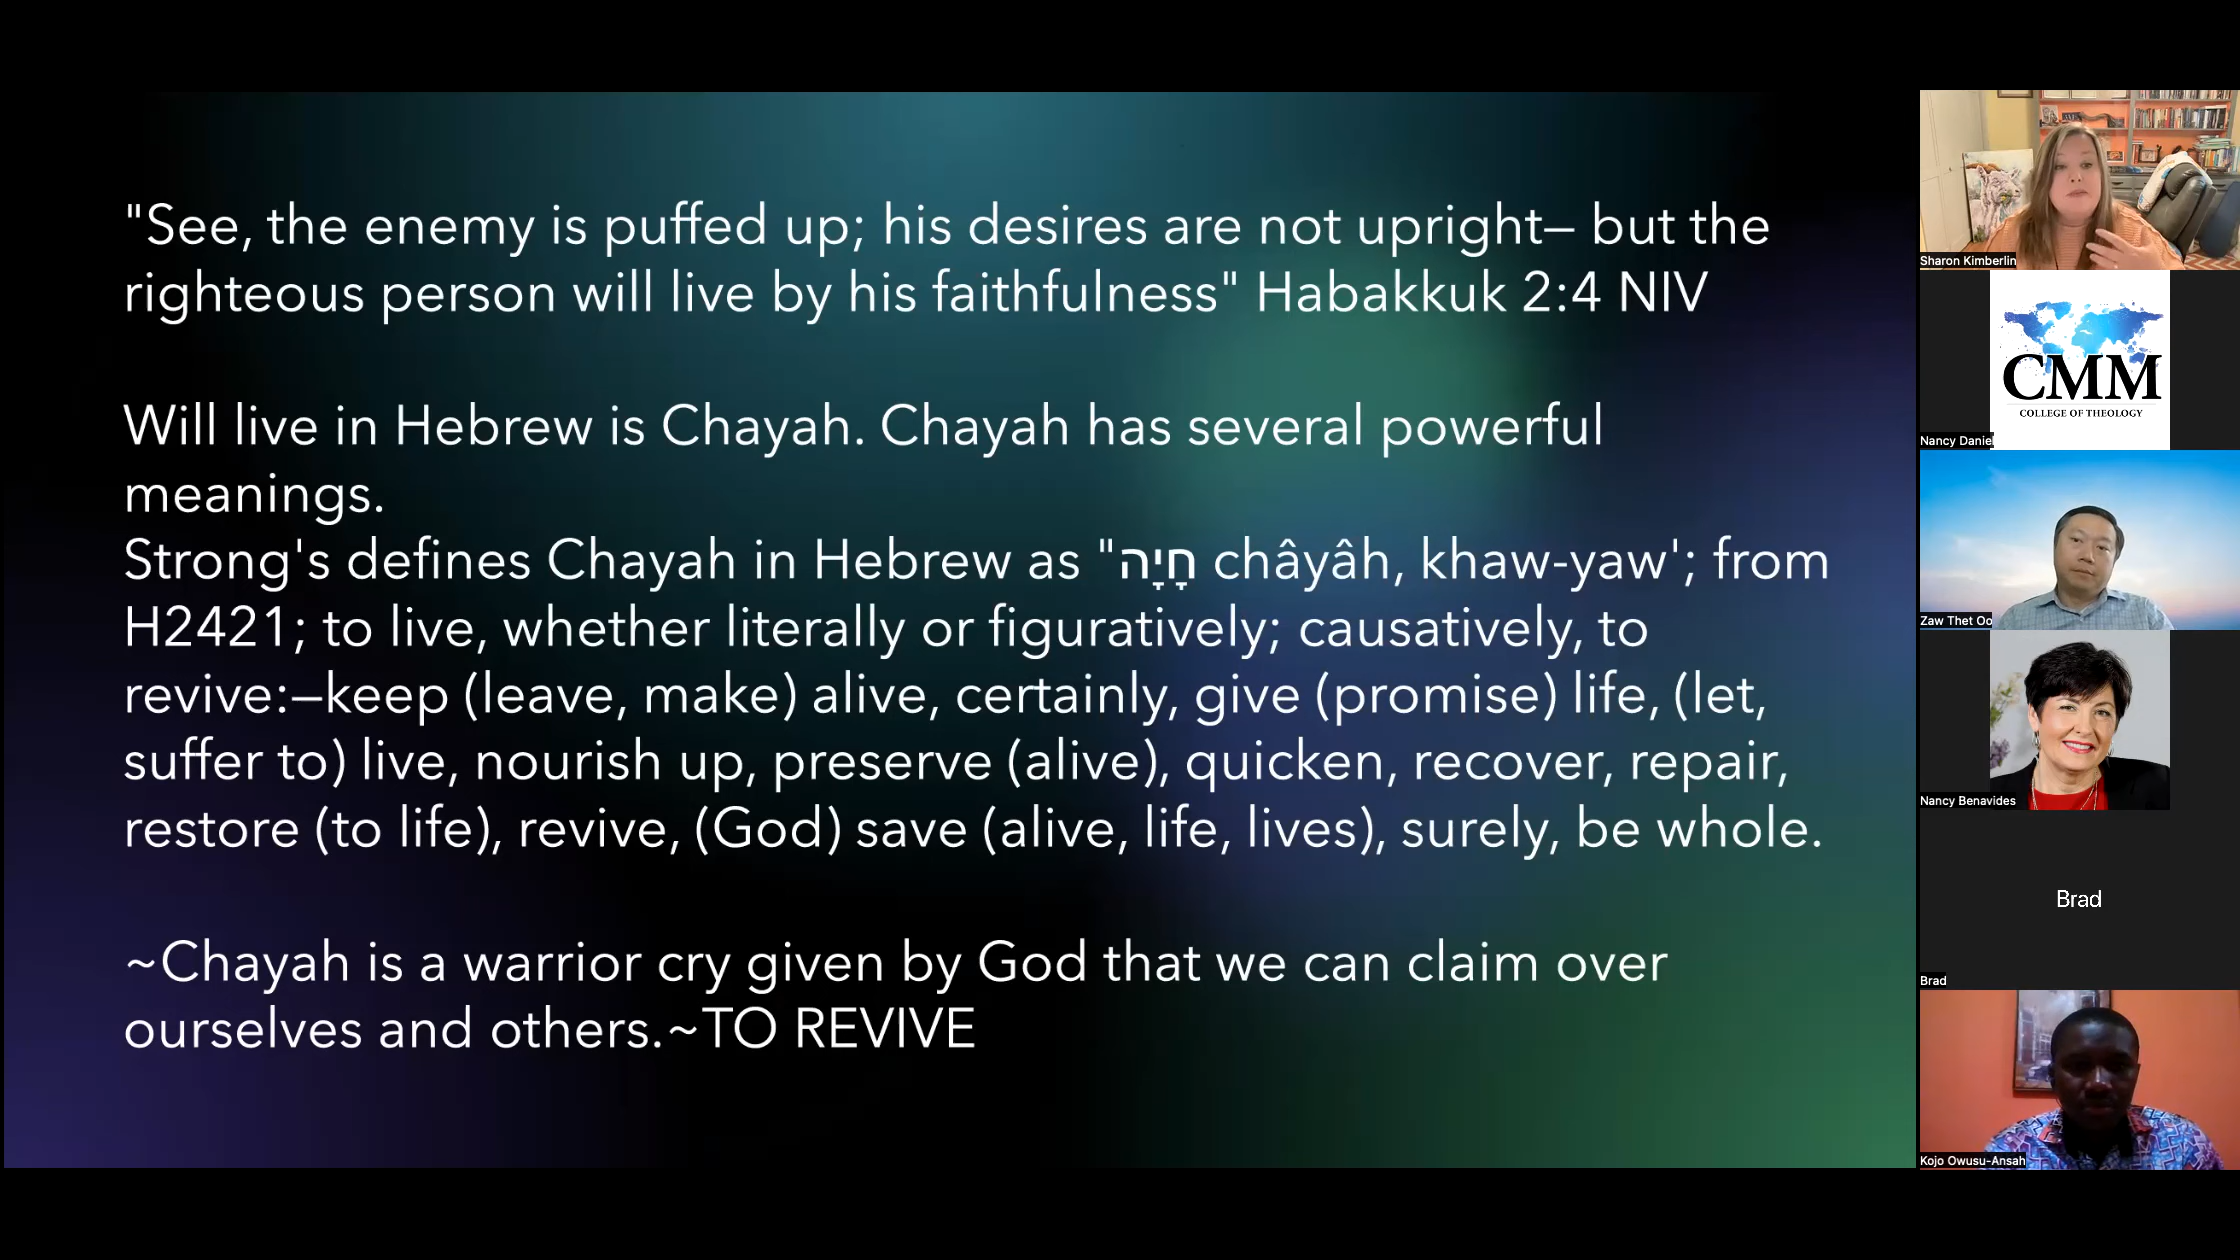 "See, the enemy is puffed up; his desires are not upright— but the
righteous person will live by his faithfulness" Habakkuk 2:4 NIV
Will live in Hebrew is Chayah. Chayah has several powerful
meanings.
Strong's defines Chayah in Hebrew as "חָיָה châyâh, khaw-yaw'; from
H2421; to live, whether literally or figuratively; causatively, to
revive:—keep (leave, make) alive, certainly, give (promise) life, (let,
suffer to) live, nourish up, preserve (alive), quicken, recover, repair,
restore (to life), revive, (God) save (alive, life, lives), surely, be whole.
~Chayah is a warrior cry given by God that we can claim over
ourselves and others.~TO REVIVE
Sharon Kimberlin
CMM
COLLEGE OF THEOLOGY
Nancy Daniel
Zaw Thet Oo
Nancy Benavides
Brad
Brad
Kojo Owusu-Ansah